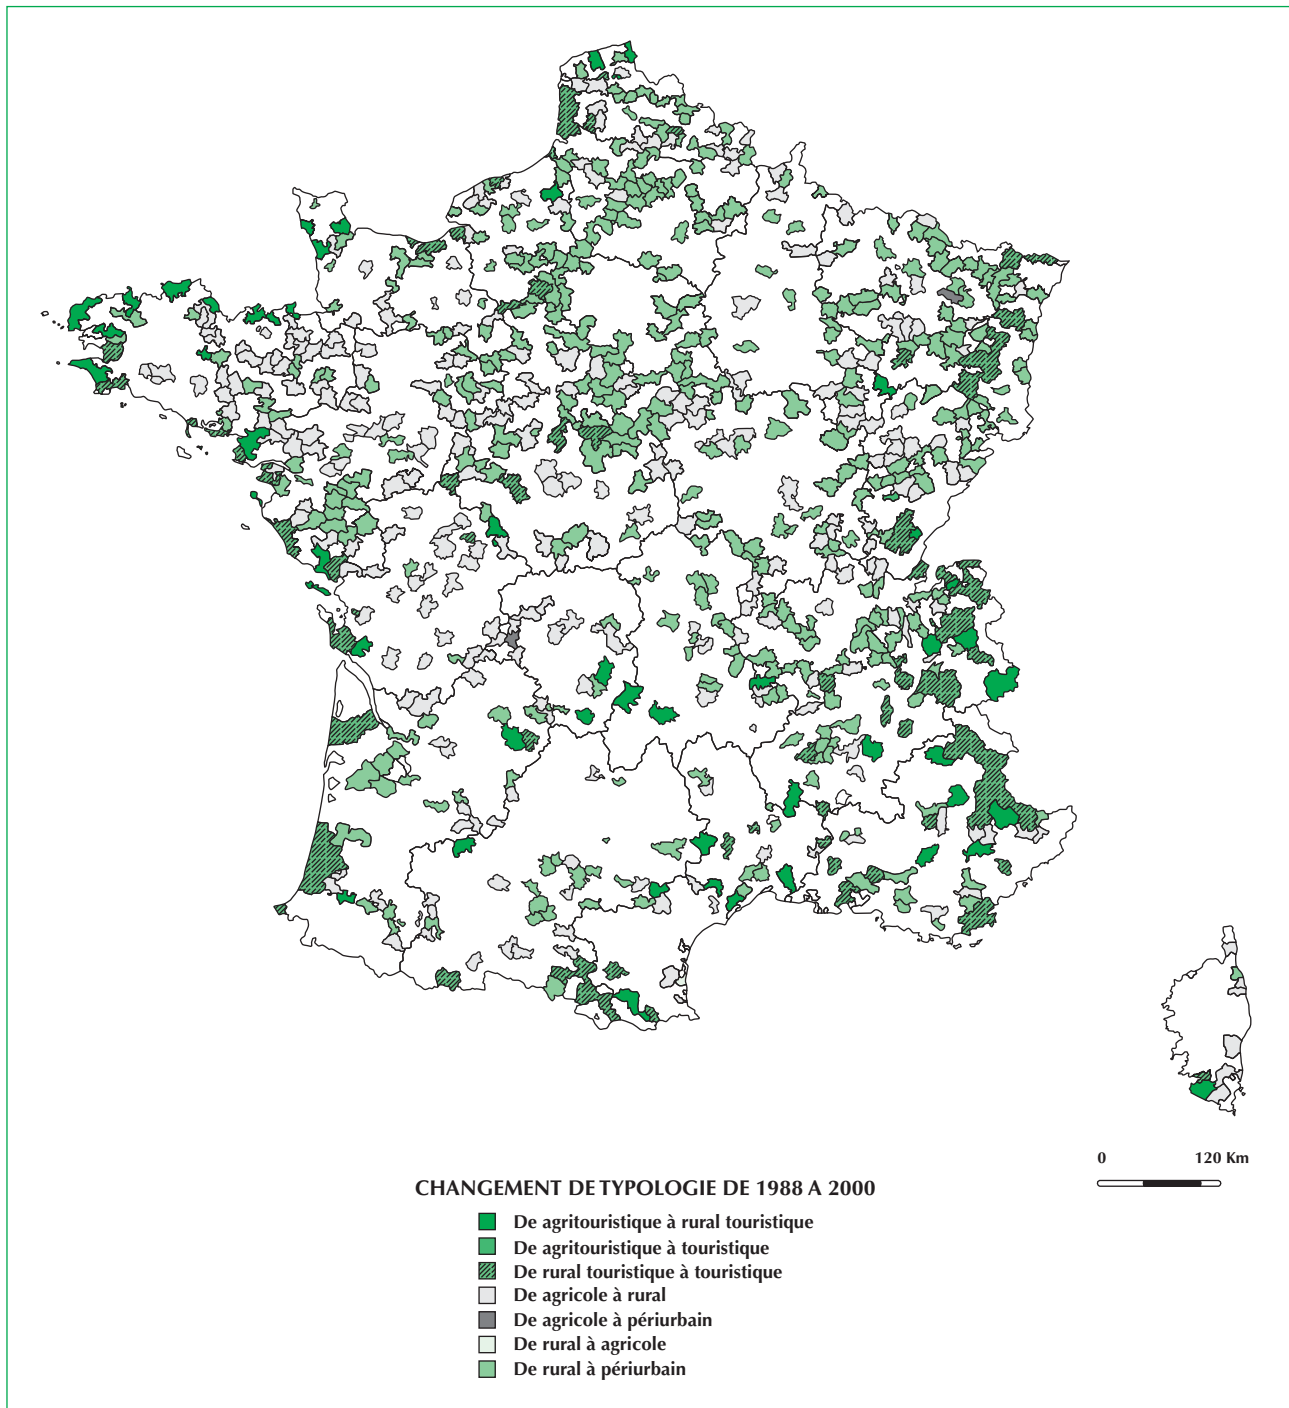 0 120 Km
CHANGEMENT DE TYPOLOGIE DE 1988 A 2000
De agritouristique à rural touristique
De agritouristique à touristique
De rural touristique à touristique
De agricole à rural
De agricole à périurbain
De rural à agricole
De rural à périurbain